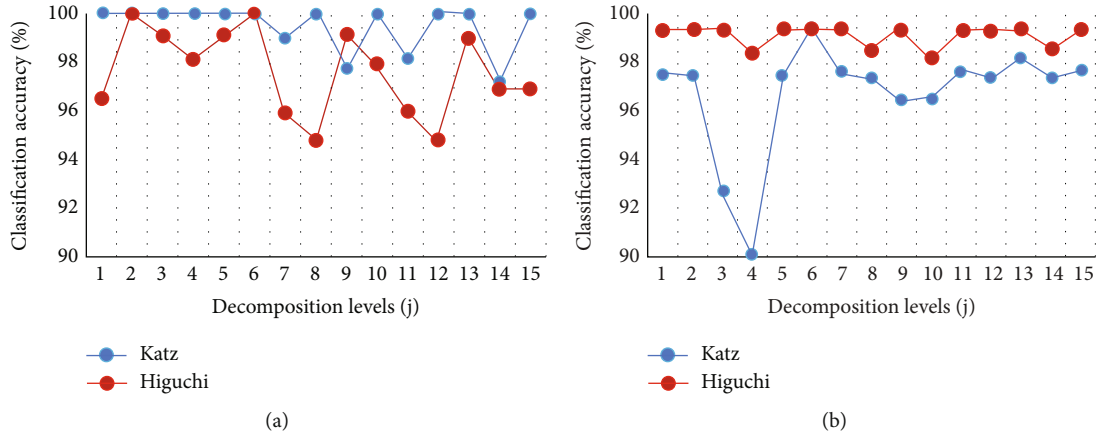 Classification accuracy (%)
100
98
96
94
92
90
1 2 3 4 5 6 7 8 9 10 11 12 13 14 15
Decomposition levels (j)
Katz
Higuchi
(a)
Classification accuracy (%)
100
98
96
94
92
90
1 2 3 4 5 6 7 8 9 10 11 12 13 14 15
Decomposition levels (j)
Katz
Higuchi
(b)